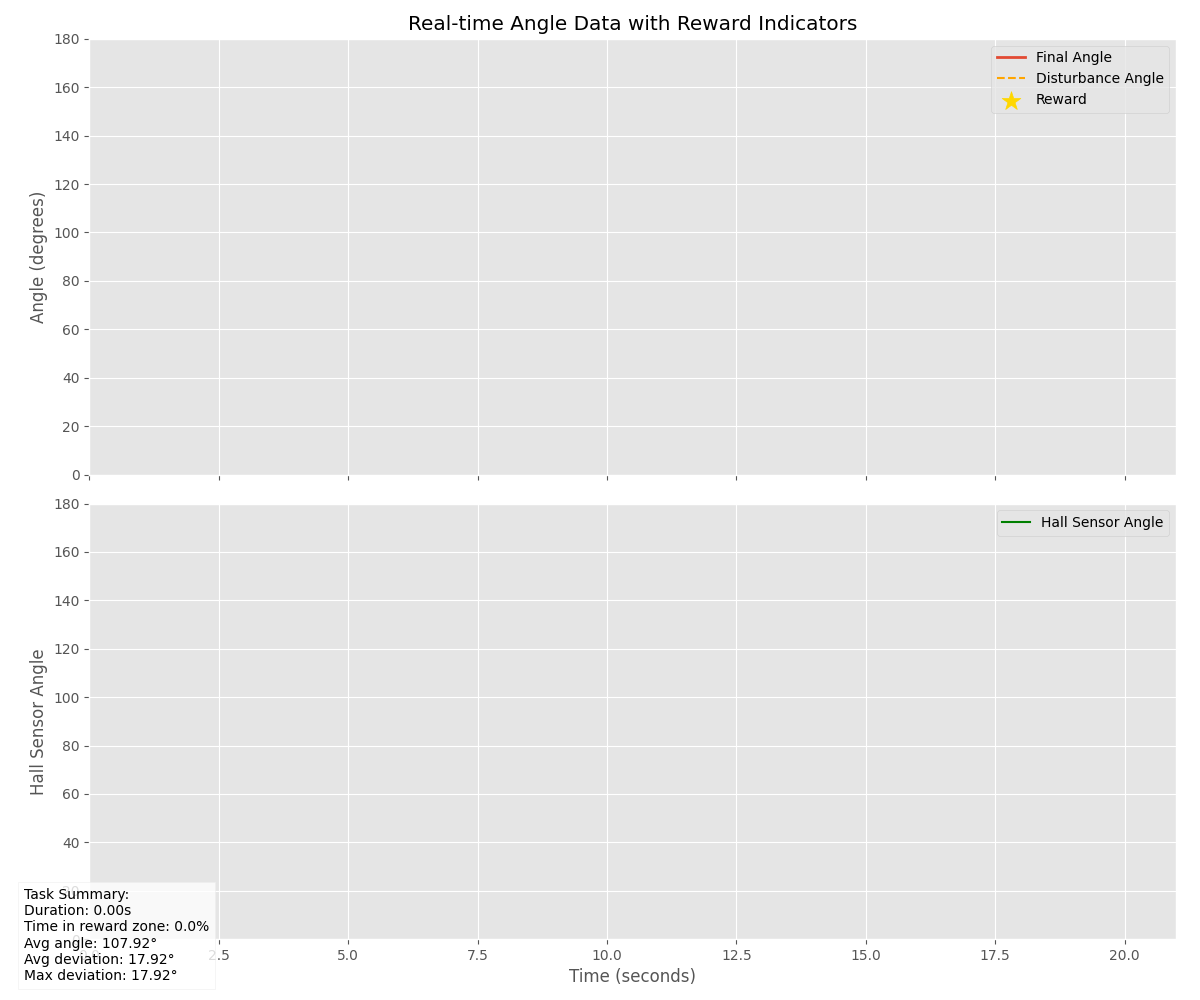 Real-time Angle Data with Reward Indicators
180
160
140
120
100
80
60
40
20
0
Angle (degrees)
Final Angle
Disturbance Angle
Reward
180
160
140
120
100
80
60
40
Hall Sensor Angle
Hall Sensor Angle
Task Summary:
Duration: 0.00s
Time in reward zone: 0.0%
Avg angle: 107.92°
Avg deviation: 17.92°
Max deviation: 17.92°
2.5
5.0
7.5
10.0
12.5
15.0
17.5
20.0
Time (seconds)